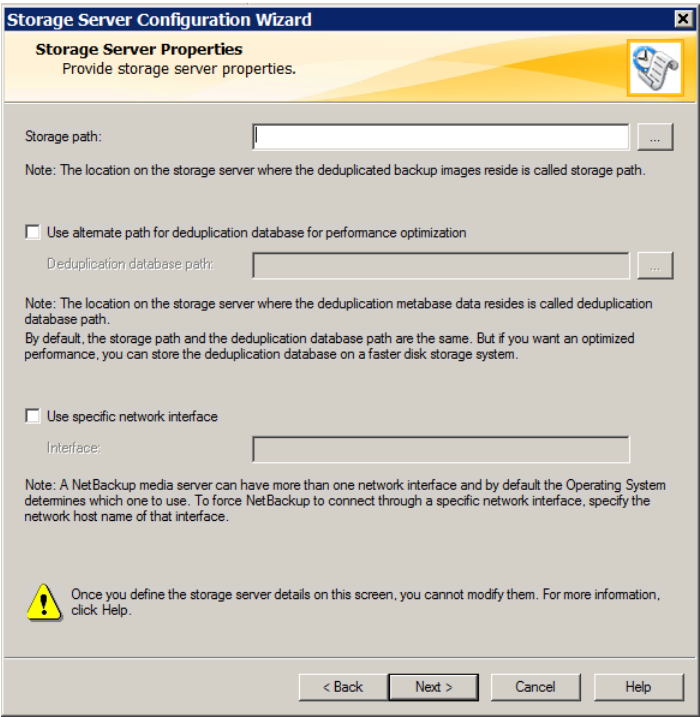 Storage Server Configuration Wizard
Storage Server Properties
Provide storage server properties.
Storage path:
...
Note: The location on the storage server where the deduplicated backup images reside is called storage path.
Use alternate path for deduplication database for performance optimization
Deduplication database path:
...
Note: The location on the storage server where the deduplication metabase data resides is called deduplication
database path.
By default, the storage path and the deduplication database path are the same. But if you want an optimized
performance, you can store the deduplication database on a faster disk storage system.
Use specific network interface
Interface:
Note: A NetBackup media server can have more than one network interface and by default the Operating System
determines which one to use. To force NetBackup to connect through a specific network interface, specify the
network host name of that interface.
Once you define the storage server details on this screen, you cannot modify them. For more information,
click Help.
< Back Next > Cancel Help